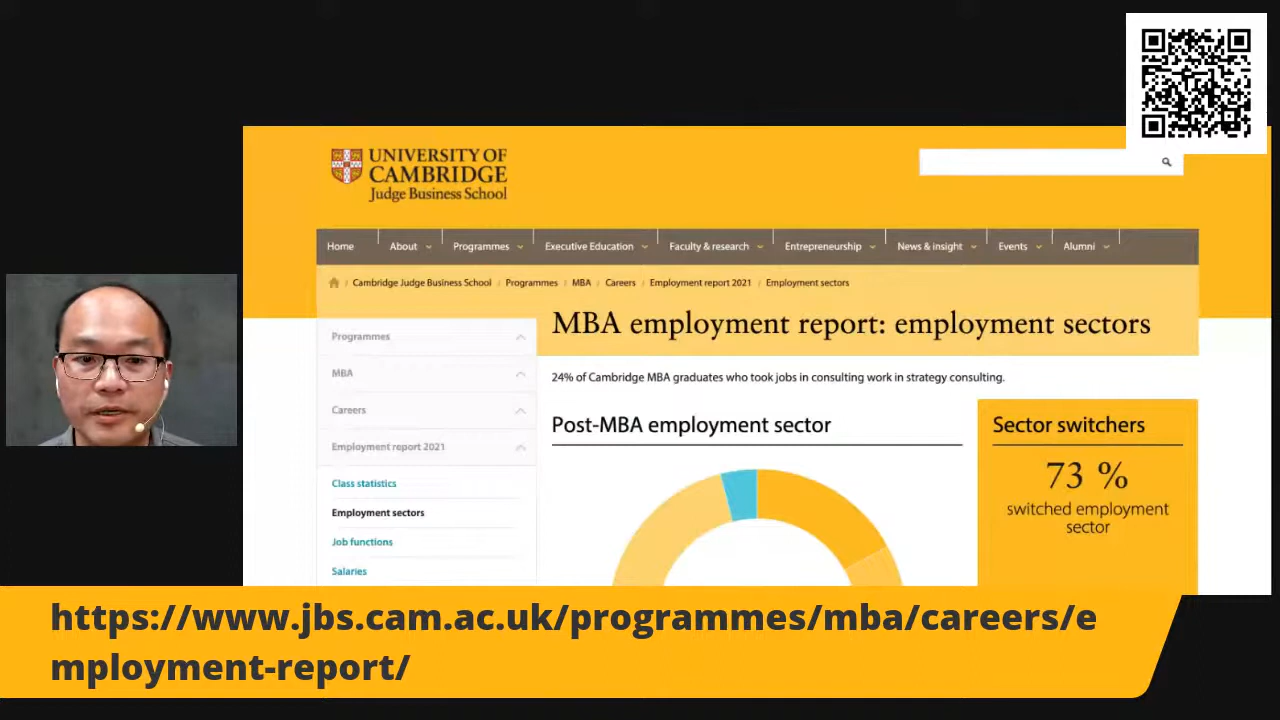 UNIVERSITY OF
CAMBRIDGE
Judge Business School
Home
About
Programmes
Executive Education
Faculty & research
Entrepreneurship
News & insight
Events
Alumni
/ Cambridge Judge Business School / Programmes / MBA / Careers / Employment report 2021 / Employment sectors
MBA employment report: employment sectors
Programmes
MBA
Careers
Employment report 2021
Class statistics
Employment sectors
Job functions
Salaries
24% of Cambridge MBA graduates who took jobs in consulting work in strategy consulting.
Post-MBA employment sector
Sector switchers
73 %
switched employment
sector
https://www.jbs.cam.ac.uk/programmes/mba/careers/e
mployment-report/